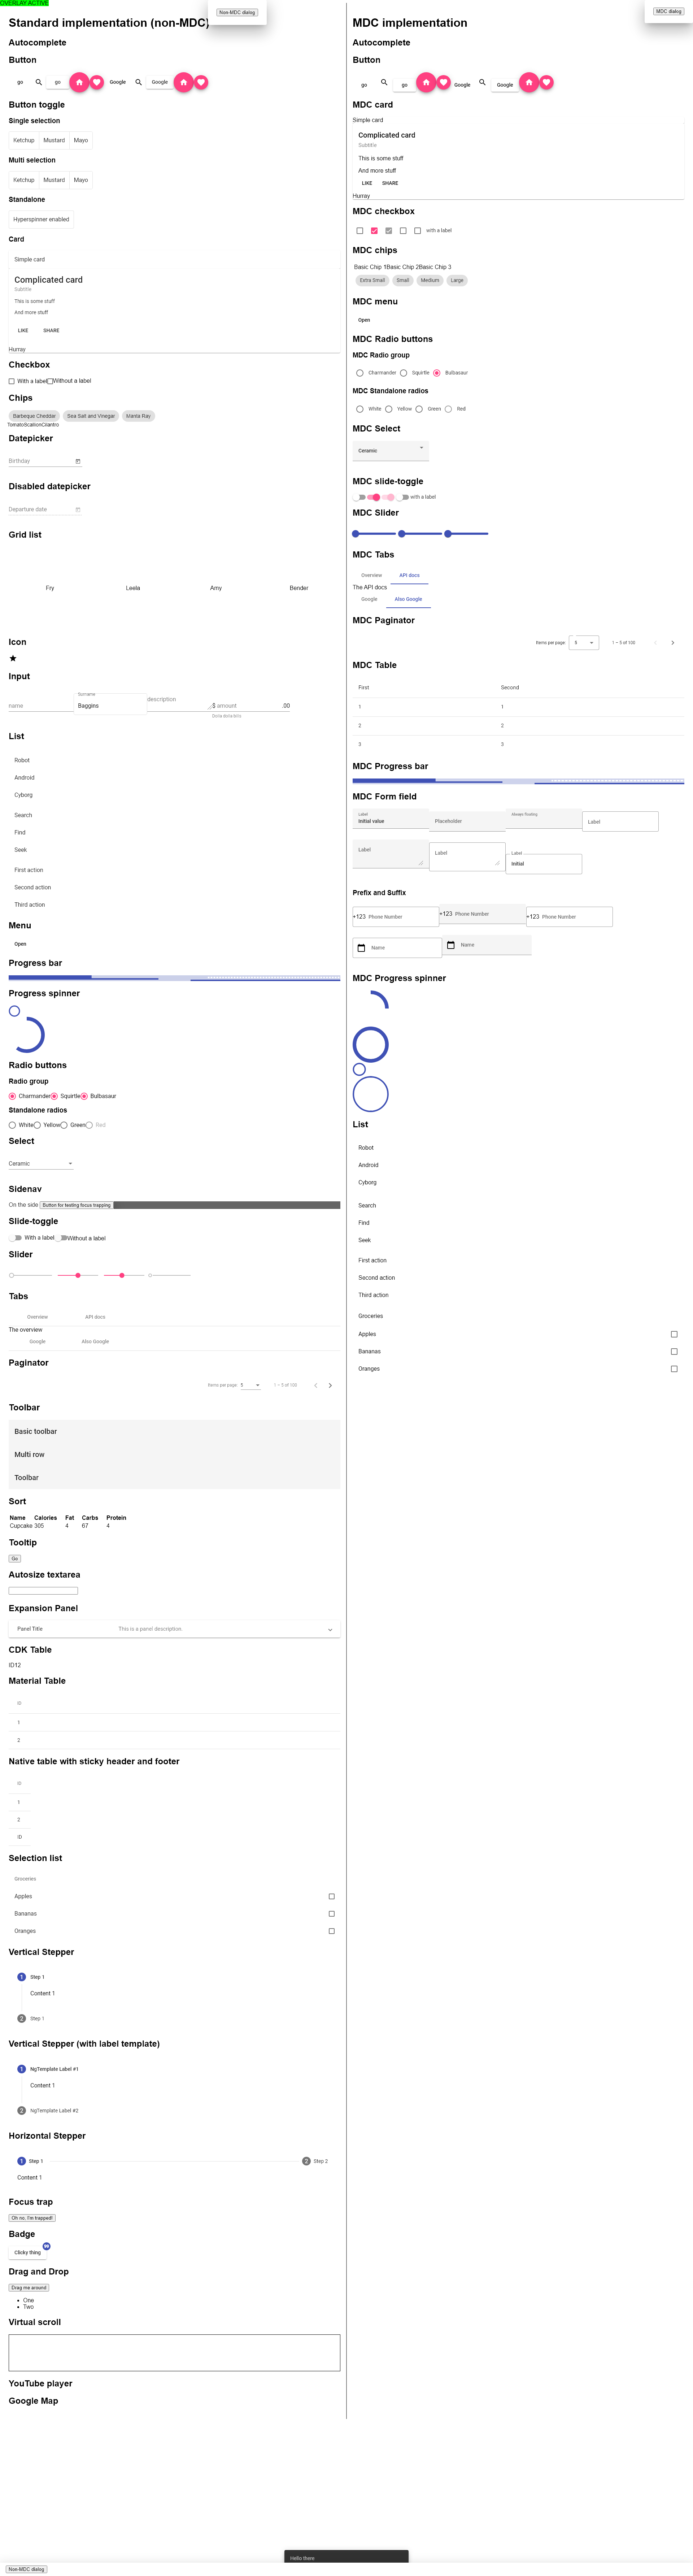 OVERLAY ACTIVE
Non-MDC dialog
Standard implementation (non-MDC)
Autocomplete
Button
go go Google Google
Button toggle
Single selection
Ketchup Mustard Mayo
Multi selection
Ketchup Mustard Mayo
Standalone
Hyperspinner enabled
Card
Simple card
Complicated card
Subtitle
This is some stuff
And more stuff
LIKE SHARE
Hurray
Checkbox
With a label Without a label
Chips
Barbeque Cheddar Sea Salt and Vinegar Manta Ray
TomatoScallionCilantro
Datepicker
Birthday
Disabled datepicker
Departure date
Grid list
Fry Leela Amy Bender
Icon
Input
Surname
name Baggins description $ amount .00
Dolla dolla bills
List
Robot
Android
Cyborg
Search
Find
Seek
First action
Second action
Third action
Menu
Open
Progress bar
Progress spinner
Radio buttons
Radio group
Charmander Squirtle Bulbasaur
Standalone radios
White Yellow Green Red
Select
Ceramic
Sidenav
On the side Button for testing focus trapping
Slide-toggle
With a label Without a label
Slider
Tabs
Overview API docs
The overview
Google Also Google
Paginator
Items per page: 5 1 – 5 of 100
Toolbar
Basic toolbar
Multi row
Toolbar
Sort
Name Calories Fat Carbs Protein
Cupcake 305 4 67 4
Tooltip
Go
Autosize textarea
Expansion Panel
Panel Title This is a panel description.
CDK Table
ID12
Material Table
ID
1
2
Native table with sticky header and footer
ID
1
2
ID
Selection list
Groceries
Apples
Bananas
Oranges
Vertical Stepper
1 Step 1
Content 1
2 Step 1
Vertical Stepper (with label template)
1 NgTemplate Label #1
Content 1
2 NgTemplate Label #2
Horizontal Stepper
1 Step 1 2 Step 2
Content 1
Focus trap
Oh no, I'm trapped!
Badge
Clicky thing
Drag and Drop
Drag me around
One
Two
Virtual scroll
YouTube player
Google Map
MDC dialog
MDC implementation
Autocomplete
Button
go go Google Google
MDC card
Simple card
Complicated card
Subtitle
This is some stuff
And more stuff
LIKE SHARE
Hurray
MDC checkbox
with a label
MDC chips
Basic Chip 1Basic Chip 2Basic Chip 3
Extra Small Small Medium Large
MDC menu
Open
MDC Radio buttons
MDC Radio group
Charmander Squirtle Bulbasaur
MDC Standalone radios
White Yellow Green Red
MDC Select
Ceramic
MDC slide-toggle
with a label
MDC Slider
MDC Tabs
Overview API docs
The API docs
Google Also Google
MDC Paginator
Items per page: 5 1 – 5 of 100
MDC Table
First Second
1 1
2 2
3 3
MDC Progress bar
MDC Form field
Label Always Floating
Initial value Placeholder Label
Label Label Label
Initial
Prefix and Suffix
+123 Phone Number +123 Phone Number +123 Phone Number
Name Name
MDC Progress spinner
List
Robot
Android
Cyborg
Search
Find
Seek
First action
Second action
Third action
Groceries
Apples
Bananas
Oranges
Hello there
Non-MDC dialog